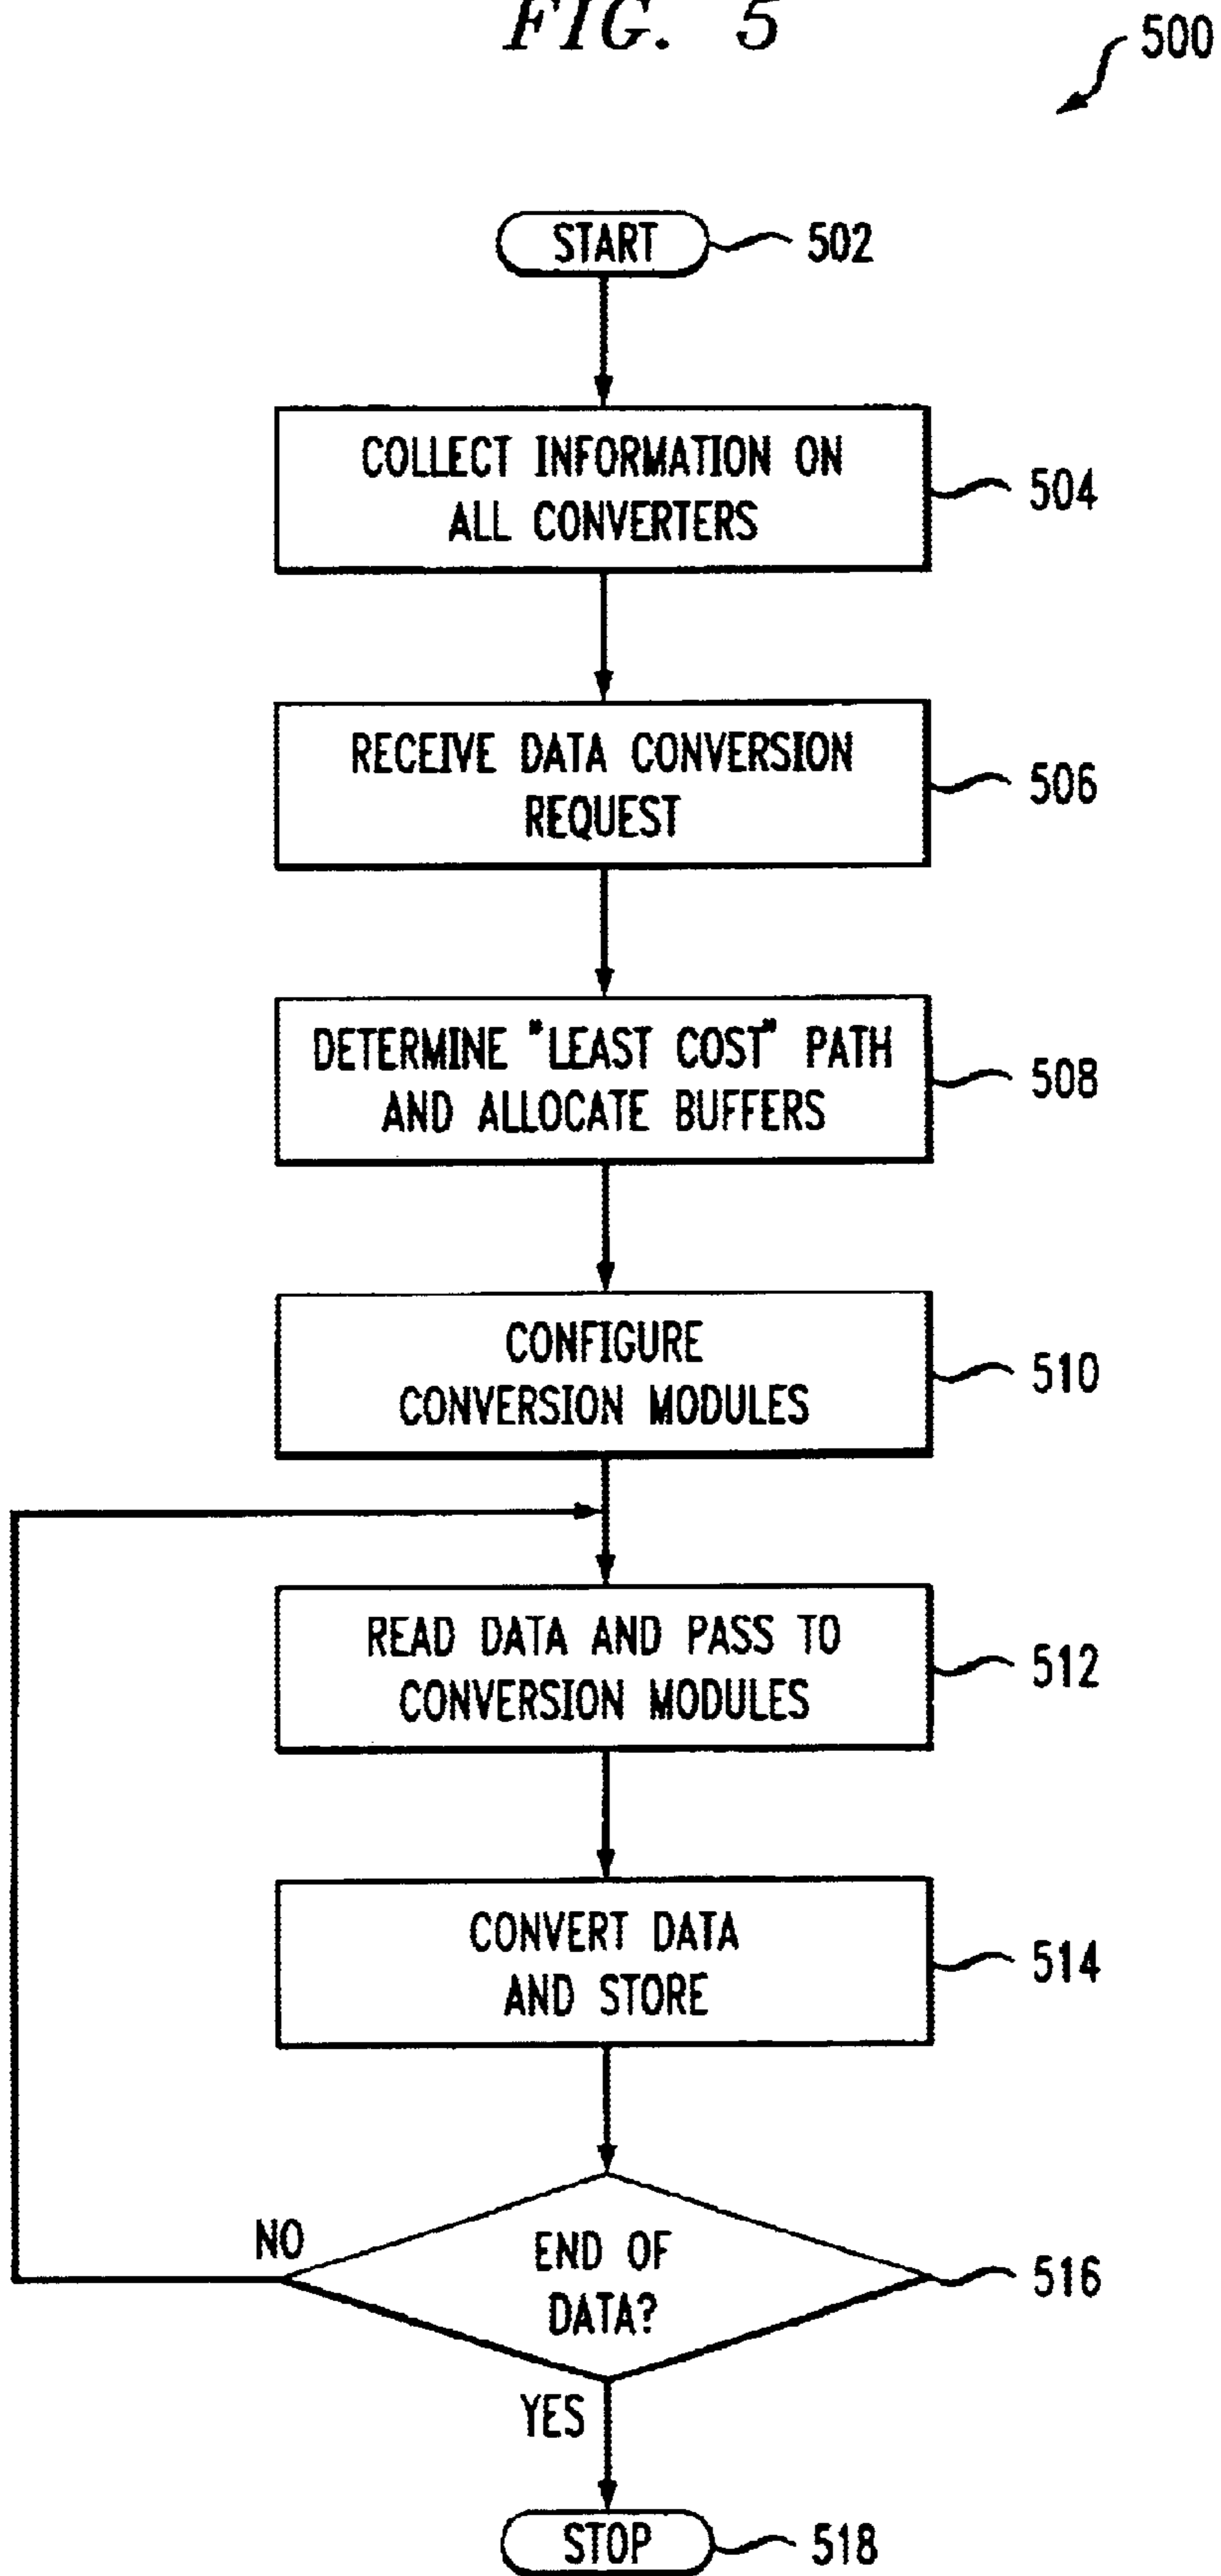 FIG. 5
500
START
502
COLLECT INFORMATION ON
ALL CONVERTERS
504
RECEIVE DATA CONVERSION
REQUEST
506
DETERMINE "LEAST COST" PATH
AND ALLOCATE BUFFERS
508
CONFIGURE
CONVERSION MODULES
510
READ DATA AND PASS TO
CONVERSION MODULES
512
CONVERT DATA
AND STORE
514
NO
END OF
DATA?
516
YES
STOP
518